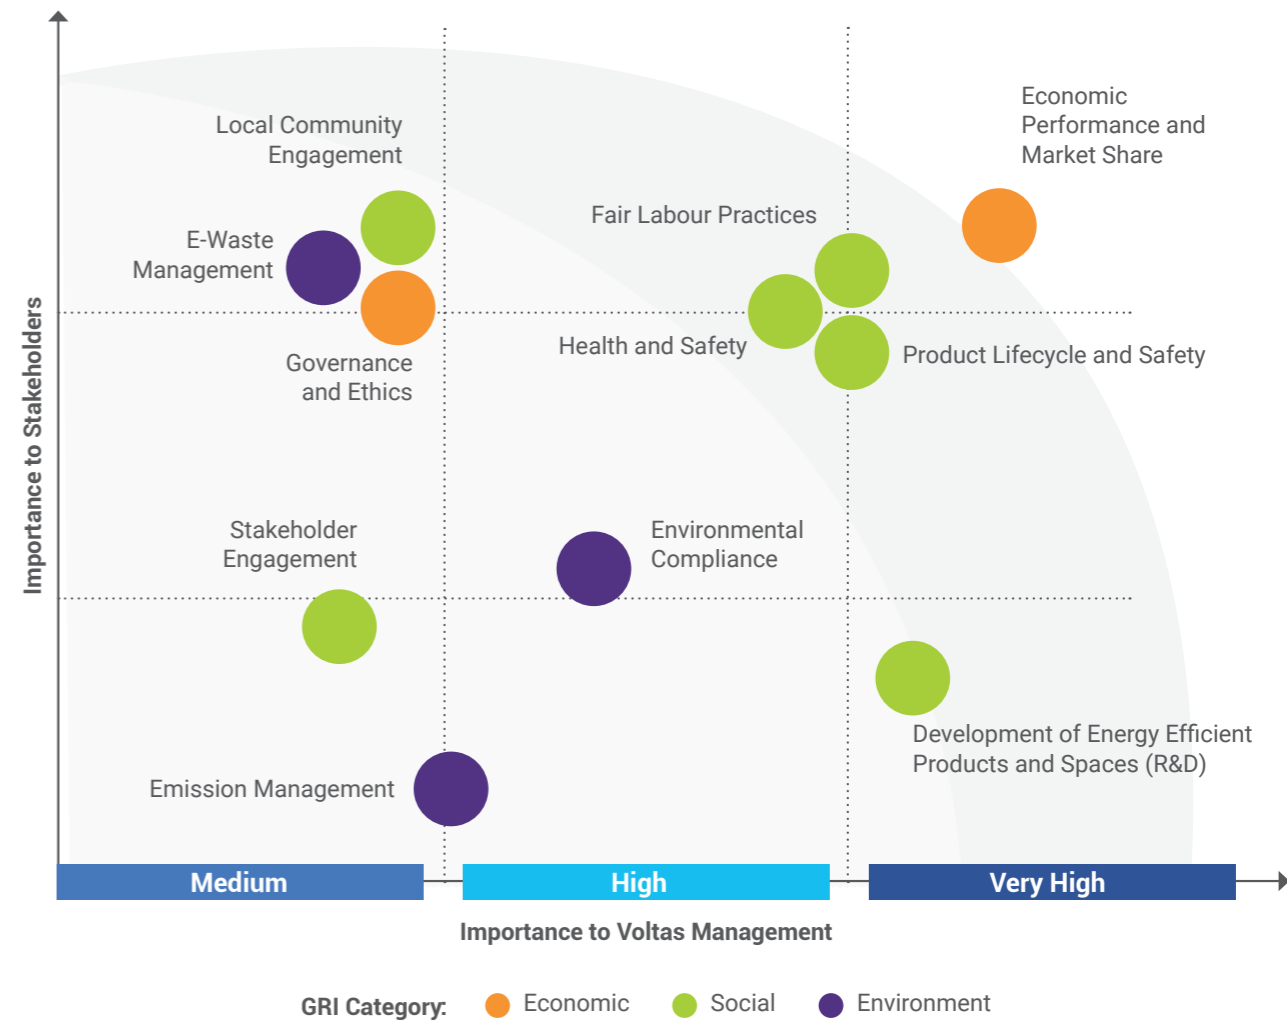 Economic
Performance and
Market Share
Local Community
Engagement
Fair Labour Practices
E-Waste
Management
Health and Safety
Product Lifecycle and Safety
Governance
and Ethics
Importance to Stakeholders
Stakeholder
Engagement
Environmental
Compliance
Development of Energy Efficient
Products and Spaces (R&D)
Emission Management
Medium
High
Very High
Importance to Voltas Management
GRI Category:
Economic
Social
Environment